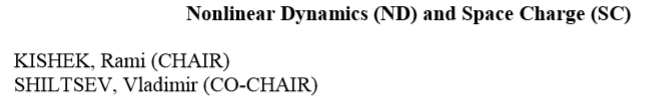 Nonlinear Dynamics (ND) and Space Charge (SC)
KISHEK, Rami (CHAIR)
SHILTSEV, Vladimir (CO-CHAIR)